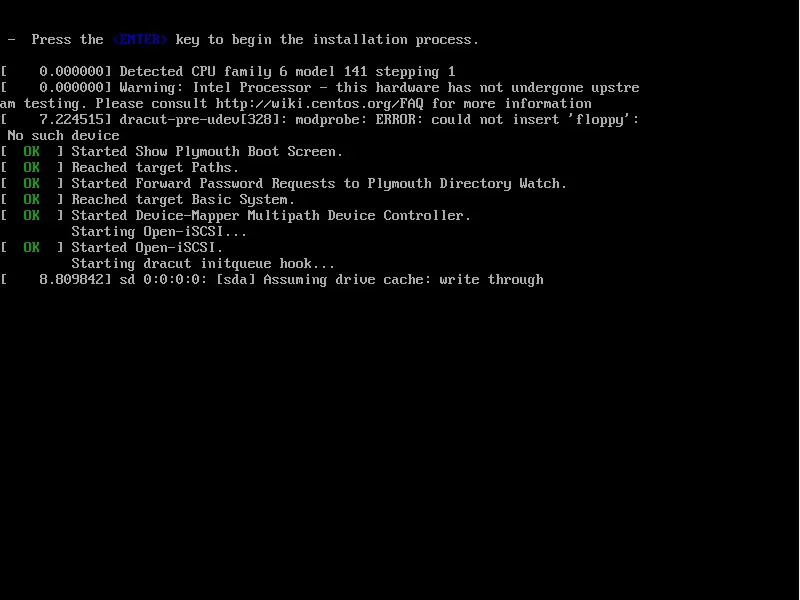 - Press the <ENTER> key to begin the installation process.
[    0.000000] Detected CPU family 6 model 141 stepping 1
[    0.000000] Warning: Intel Processor - this hardware has not undergone upstre
am testing. Please consult http://wiki.centos.org/FAQ for more information
[    7.224515] dracut-pre-udev[328]: modprobe: ERROR: could not insert 'floppy':
No such device
[  OK  ] Started Show Plymouth Boot Screen.
[  OK  ] Reached target Paths.
[  OK  ] Started Forward Password Requests to Plymouth Directory Watch.
[  OK  ] Reached target Basic System.
[  OK  ] Started Device-Mapper Multipath Device Controller.
         Starting Open-iSCSI...
[  OK  ] Started Open-iSCSI.
         Starting dracut initqueue hook...
[    8.809842] sd 0:0:0:0: [sda] Assuming drive cache: write through